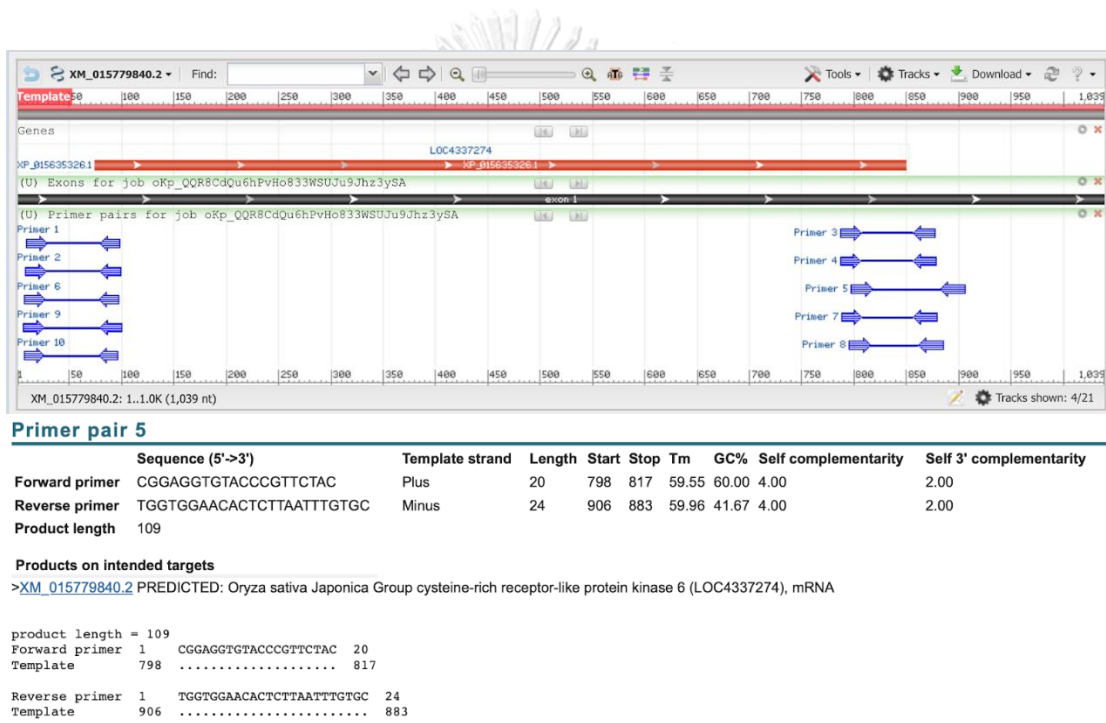 XM_015779840.2 Find: Tools Tracks Download ?
Template 50 100 150 200 250 300 350 400 450 500 550 600 650 700 750 800 850 900 950 1,039
Genes
LOC4337274
XP_015635326.1 XP_015635326.1
(U) Exons for job oKp_QQR8CdQu6hPvHo833WSUJu9Jhz3ySA
exon 1
(U) Primer pairs for job oKp_QQR8CdQu6hPvHo833WSUJu9Jhz3ySA
Primer 1
Primer 3
Primer 2
Primer 4
Primer 6
Primer 5
Primer 9
Primer 7
Primer 10
Primer 8
1 50 100 150 200 250 300 350 400 450 500 550 600 650 700 750 800 850 900 950 1,039
XM_015779840.2: 1..1.0K (1,039 nt) Tracks shown: 4/21
Primer pair 5
Sequence (5'->3') Template strand Length Start Stop Tm GC% Self complementarity Self 3' complementarity
Forward primer CGGAGGTGTACCCGTTCTAC Plus 20 798 817 59.55 60.00 4.00 2.00
Reverse primer TGGTGGAACACTCTTAATTTGTGC Minus 24 906 883 59.96 41.67 4.00 2.00
Product length 109
Products on intended targets
>XM_015779840.2 PREDICTED: Oryza sativa Japonica Group cysteine-rich receptor-like protein kinase 6 (LOC4337274), mRNA
product length = 109
Forward primer 1 CGGAGGTGTACCCGTTCTAC 20
Template 798 .................... 817
Reverse primer 1 TGGTGGAACACTCTTAATTTGTGC 24
Template 906 ........................ 883